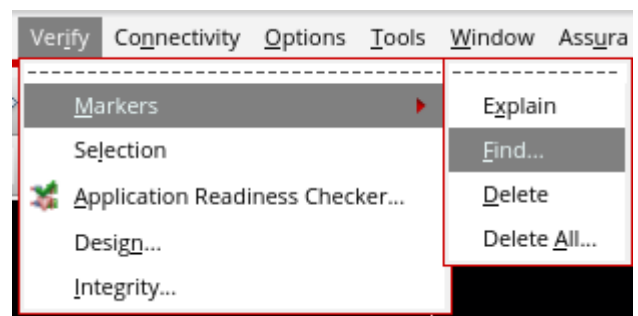 Verify Connectivity Options Tools Window Assura
Markers
Explain
Selection
Find...
Application Readiness Checker...
Delete
Design...
Delete All...
Integrity...